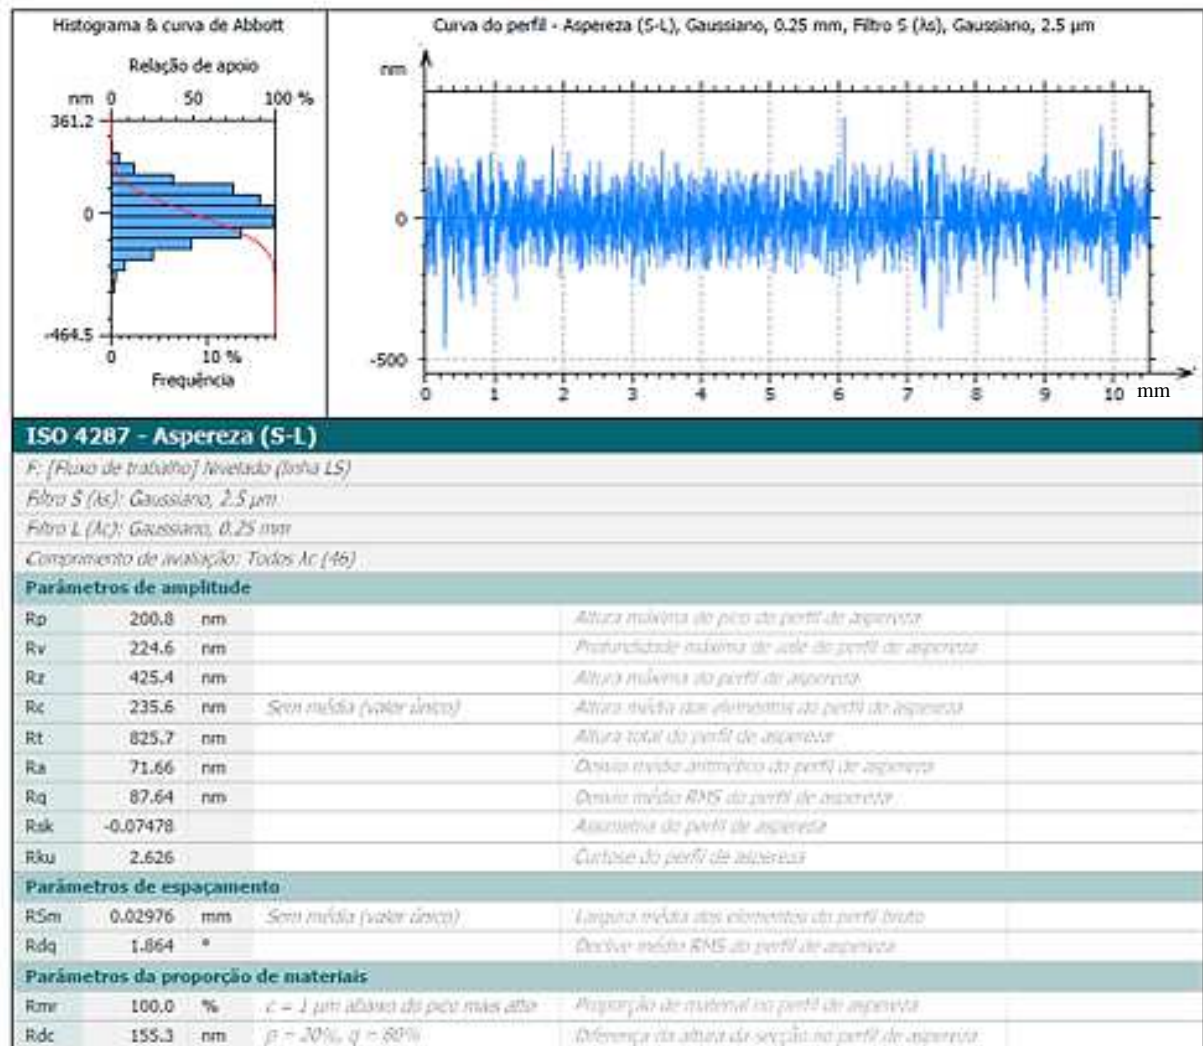 Histograma & curva de Abbott
Relação de apoio
nm 0 50 100 %
361.2
0
-464.5
0 10 %
Frequência
Curva do perfil - Aspereza (S-L), Gaussiano, 0.25 mm, Filtro S (λs), Gaussiano, 2.5 µm
nm
0
-500
0 1 2 3 4 5 6 7 8 9 10 mm
ISO 4287 - Aspereza (S-L)
F: [Fluxo de trabalho] Nivelado (linha LS)
Filtro S (λs): Gaussiano, 2.5 µm
Filtro L (λc): Gaussiano, 0.25 mm
Comprimento de avaliação: Todos λc (46)
Parâmetros de amplitude
Rp 200.8 nm Altura máxima do pico do perfil de aspereza
Rv 224.6 nm Profundidade máxima de vale do perfil de aspereza
Rz 425.4 nm Altura máxima do perfil de aspereza
Rc 235.6 nm Sem média (valor único) Altura média dos elementos do perfil de aspereza
Rt 825.7 nm Altura total do perfil de aspereza
Ra 71.66 nm Desvio médio aritmético do perfil de aspereza
Rq 87.64 nm Desvio médio RMS do perfil de aspereza
Rsk -0.07478 Assimetria do perfil de aspereza
Rku 2.626 Curtose do perfil de aspereza
Parâmetros de espaçamento
RSm 0.02976 mm Sem média (valor único) Largura média dos elementos do perfil bruto
Rdq 1.864 ° Declive médio RMS do perfil de aspereza
Parâmetros da proporção de materiais
Rmr 100.0 % c = 1 µm abaixo do pico mais alto Proporção de material no perfil de aspereza
Rdc 155.3 nm p = 20%, q = 80% Diferença da altura da secção no perfil de aspereza